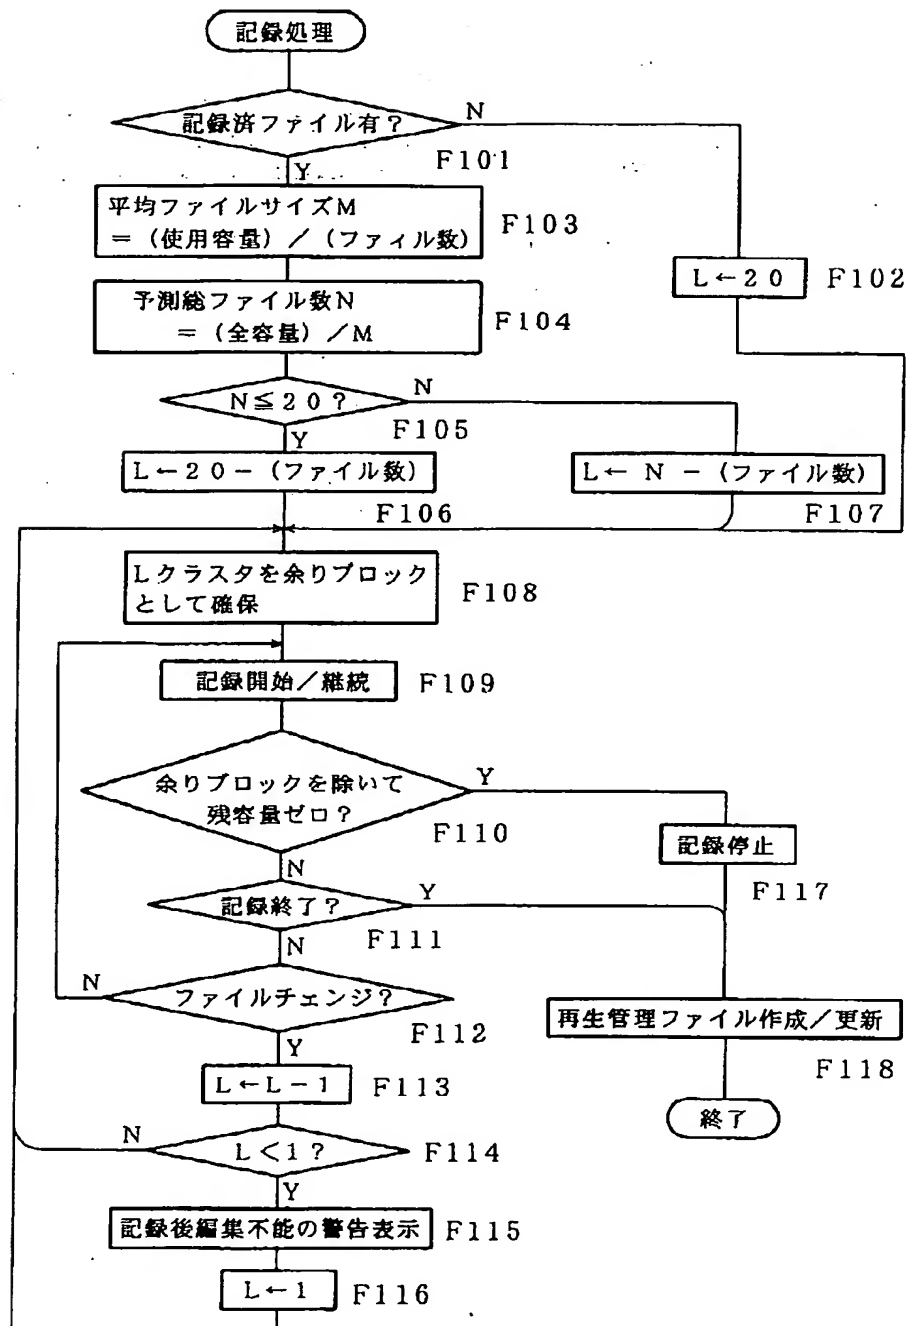 記録処理
記録済ファイル有？
N
F101
Y
平均ファイルサイズM
＝（使用容量）／（ファィル数）
F103
L←20
F102
予測総ファイル数N
＝（全容量）／M
F104
N≦20？
N
F105
Y
L←20－（ファイル数）
F106
L←N－（ファイル数）
F107
Lクラスタを余りブロック
として確保
F108
記録開始／継続
F109
余りブロックを除いて
残容量ゼロ？
Y
F110
N
記録停止
F117
記録終了？
Y
F111
N
ファイルチェンジ？
N
F112
Y
再生管理ファイル作成／更新
F118
L←L－1
F113
終了
L＜1？
N
F114
Y
記録後編集不能の警告表示
F115
L←1
F116